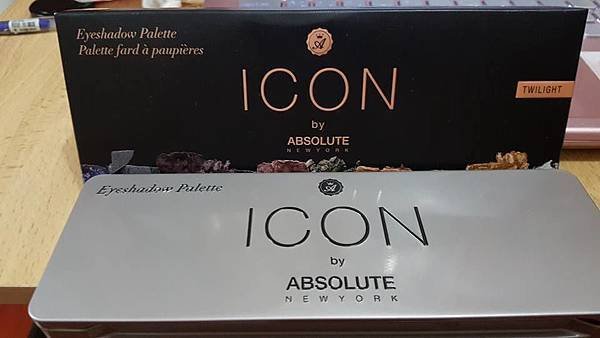 Eyeshadow Palette
Palette fard à paupières
A
ICON
by
ABSOLUTE
NEW YORK
TWILIGHT
Eyeshadow Palette
A
ICON
by
ABSOLUTE
NEW YORK